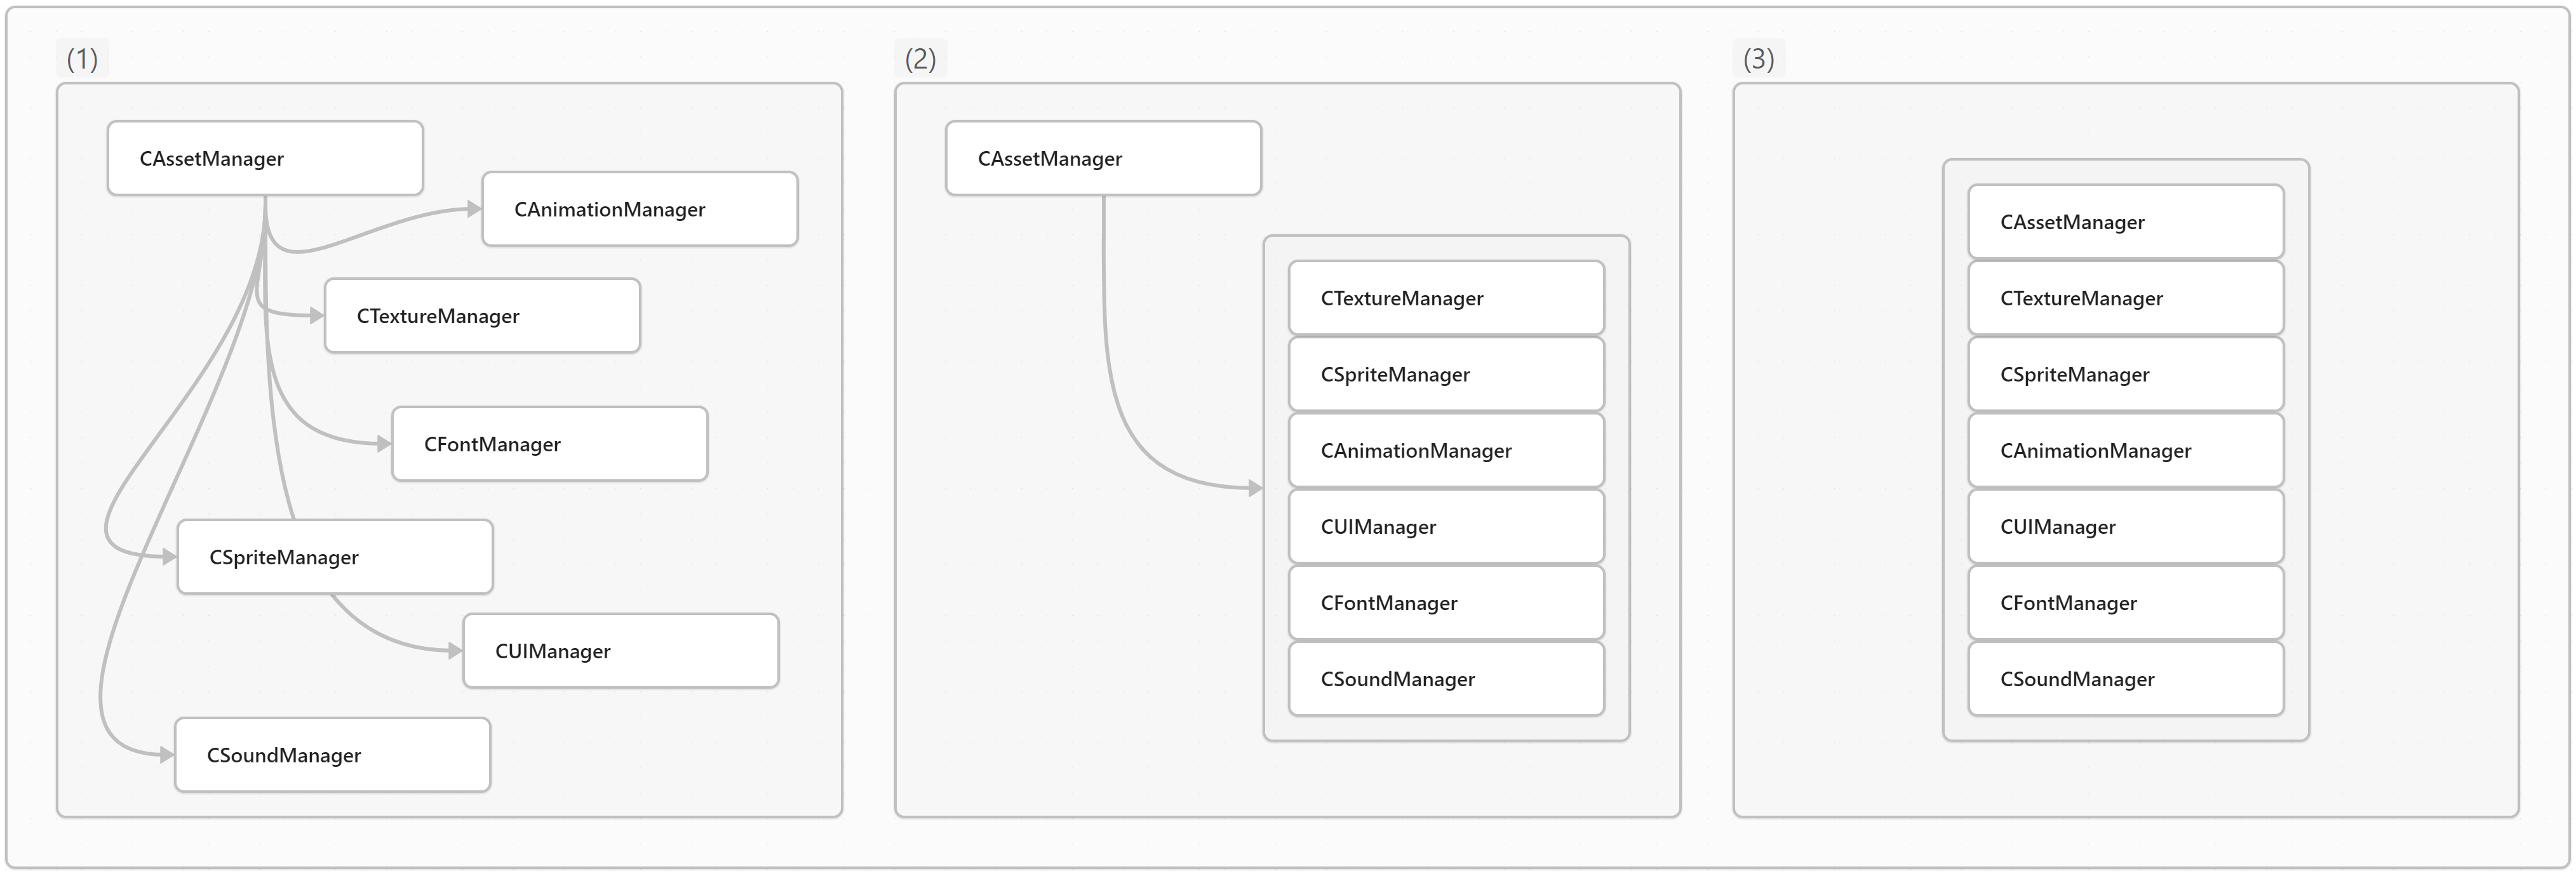 (1)
CAssetManager
CAnimationManager
CTextureManager
CFontManager
CSpriteManager
CUIManager
CSoundManager
(2)
CAssetManager
CTextureManager
CSpriteManager
CAnimationManager
CUIManager
CFontManager
CSoundManager
(3)
CAssetManager
CTextureManager
CSpriteManager
CAnimationManager
CUIManager
CFontManager
CSoundManager